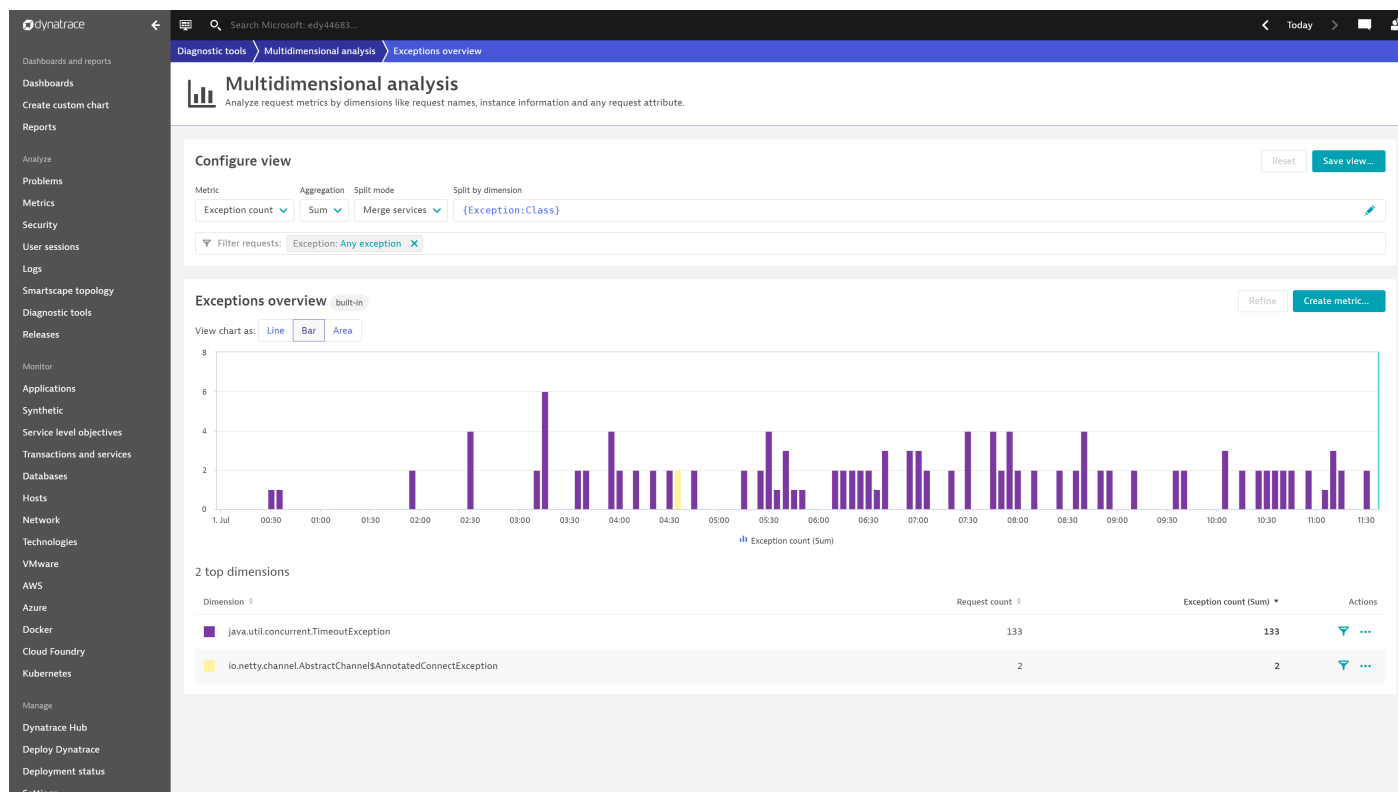 dynatrace
Search Microsoft: edy44683...
Today
Diagnostic tools
Multidimensional analysis
Exceptions overview
Dashboards and reports
Dashboards
Create custom chart
Reports
Analyze
Problems
Metrics
Security
User sessions
Logs
Smartscape topology
Diagnostic tools
Releases
Monitor
Applications
Synthetic
Service level objectives
Transactions and services
Databases
Hosts
Network
Technologies
VMware
AWS
Azure
Docker
Cloud Foundry
Kubernetes
Manage
Dynatrace Hub
Deploy Dynatrace
Deployment status
Settings
Multidimensional analysis
Analyze request metrics by dimensions like request names, instance information and any request attribute.
Configure view
Reset
Save view...
Metric Aggregation Split mode Split by dimension
Exception count Sum Merge services {Exception:Class}
Filter requests: Exception: Any exception
Exceptions overview built-in
Refine
Create metric...
View chart as: Line Bar Area
8
6
4
2
0
1. Jul 00:30 01:00 01:30 02:00 02:30 03:00 03:30 04:00 04:30 05:00 05:30 06:00 06:30 07:00 07:30 08:00 08:30 09:00 09:30 10:00 10:30 11:00 11:30
Exception count (Sum)
2 top dimensions
Dimension Request count Exception count (Sum) Actions
java.util.concurrent.TimeoutException 133 133
io.netty.channel.AbstractChannel$AnnotatedConnectException 2 2